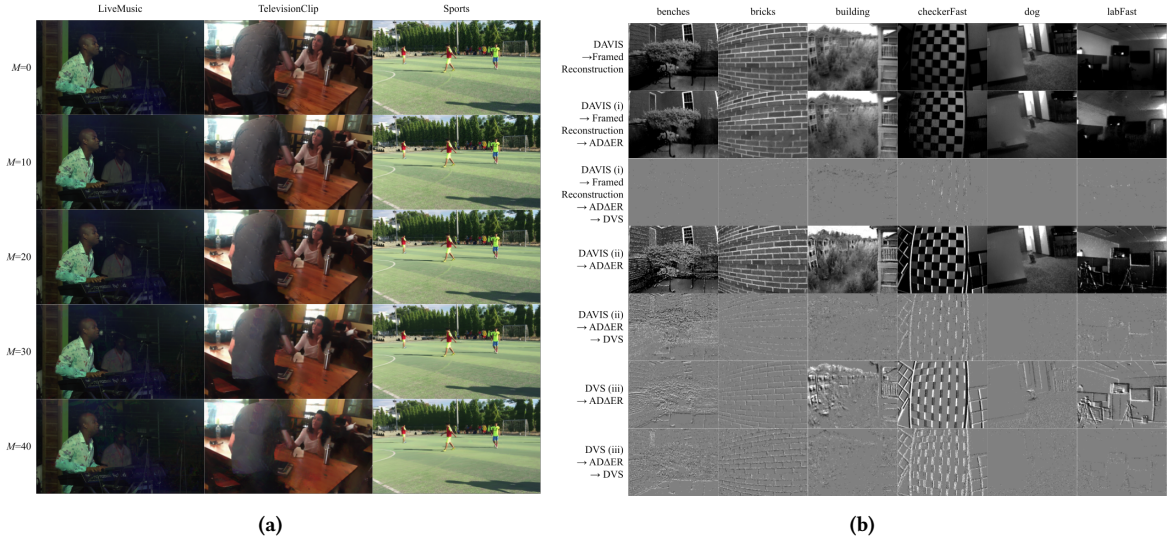 LiveMusic TelevisionClip Sports
M=0
M=10
M=20
M=30
M=40
(a)
benches bricks building checkerFast dog labFast
DAVIS
→Framed
Reconstruction
DAVIS (i)
→ Framed
Reconstruction
→ ADΔER
DAVIS (i)
→ Framed
Reconstruction
→ ADΔER
→ DVS
DAVIS (ii)
→ ADΔER
DAVIS (ii)
→ ADΔER
→ DVS
DVS (iii)
→ ADΔER
DVS (iii)
→ ADΔER
→ DVS
(b)